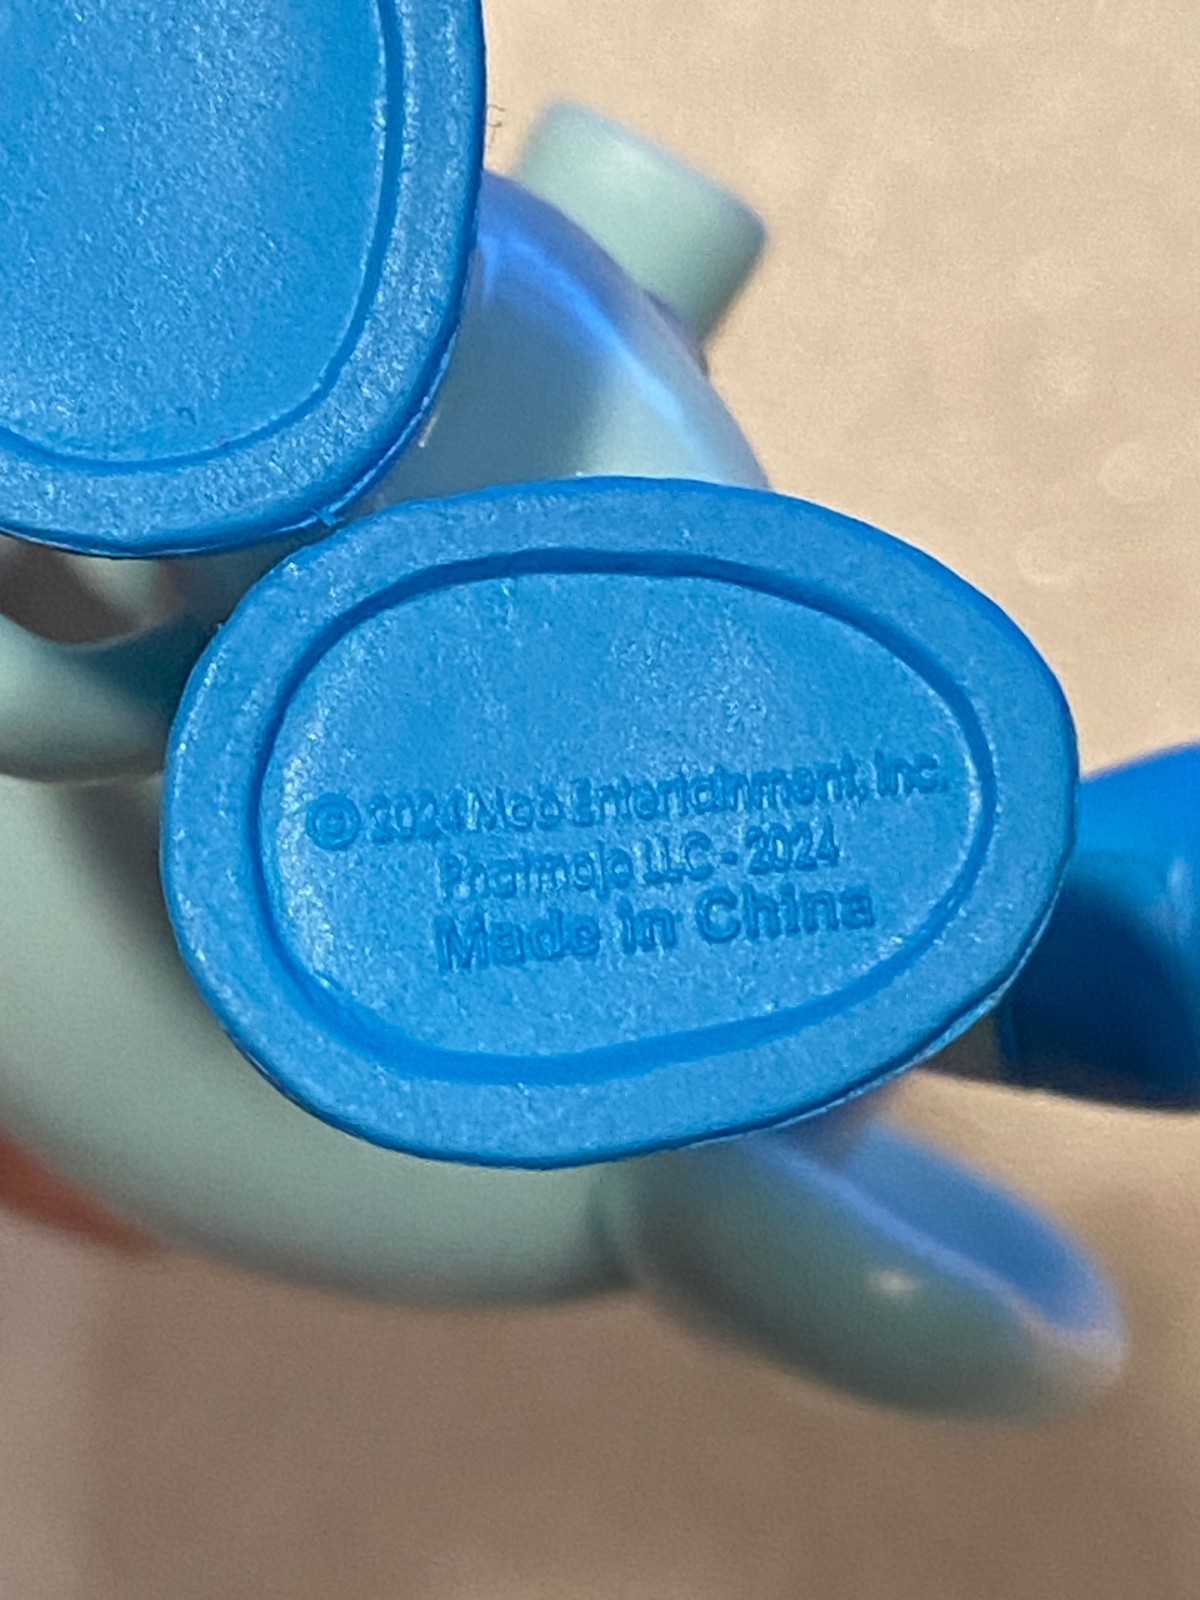 © 2024 Mob Entertainment, Inc.
Phatmojo LLC - 2024
Made in China